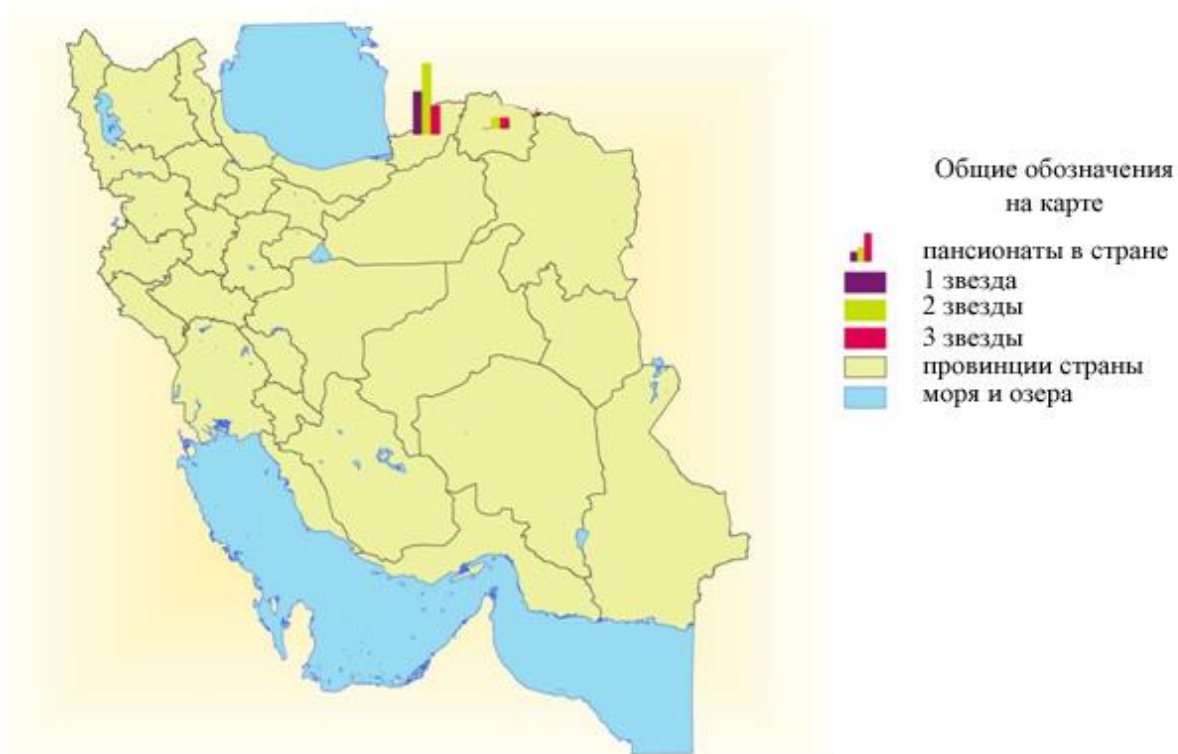 Общие обозначения
на карте
пансионаты в стране
1 звезда
2 звезды
3 звезды
провинции страны
моря и озера